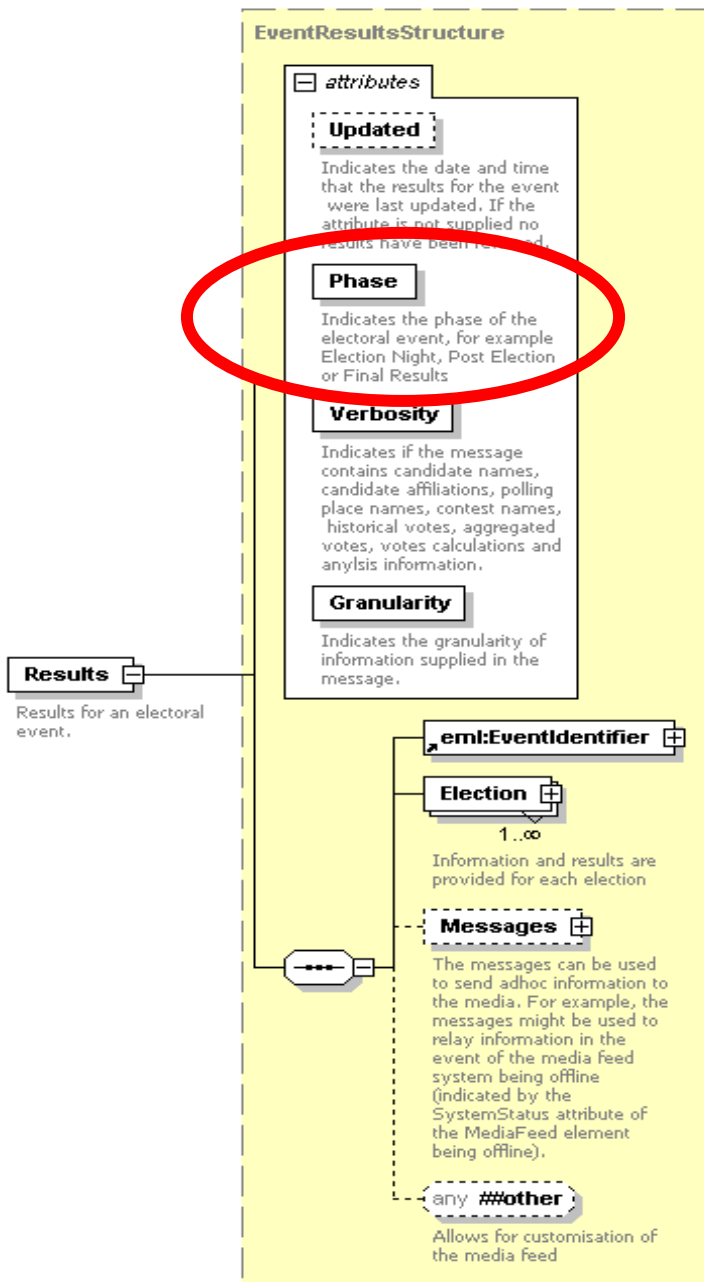 EventResultsStructure
attributes
Updated
Indicates the date and time
that the results for the event
were last updated. If the
attribute is not supplied no
results have been
Phase
Indicates the phase of the
electoral event, for example
Election Night, Post Election
or Final Results
Verbosity
Indicates if the message
contains candidate names,
candidate affiliations, polling
place names, contest names,
historical votes, aggregated
votes, votes calculations and
anylsis information.
Granularity
Indicates the granularity of
information supplied in the
message.
Results
Results for an electoral
event.
eml:EventIdentifier
Election
1..∞
Information and results are
provided for each election
Messages
The messages can be used
to send adhoc information to
the media. For example, the
messages might be used to
relay information in the
event of the media feed
system being offline
(indicated by the
SystemStatus attribute of
the MediaFeed element
being offline).
any ##other
Allows for customisation of
the media feed